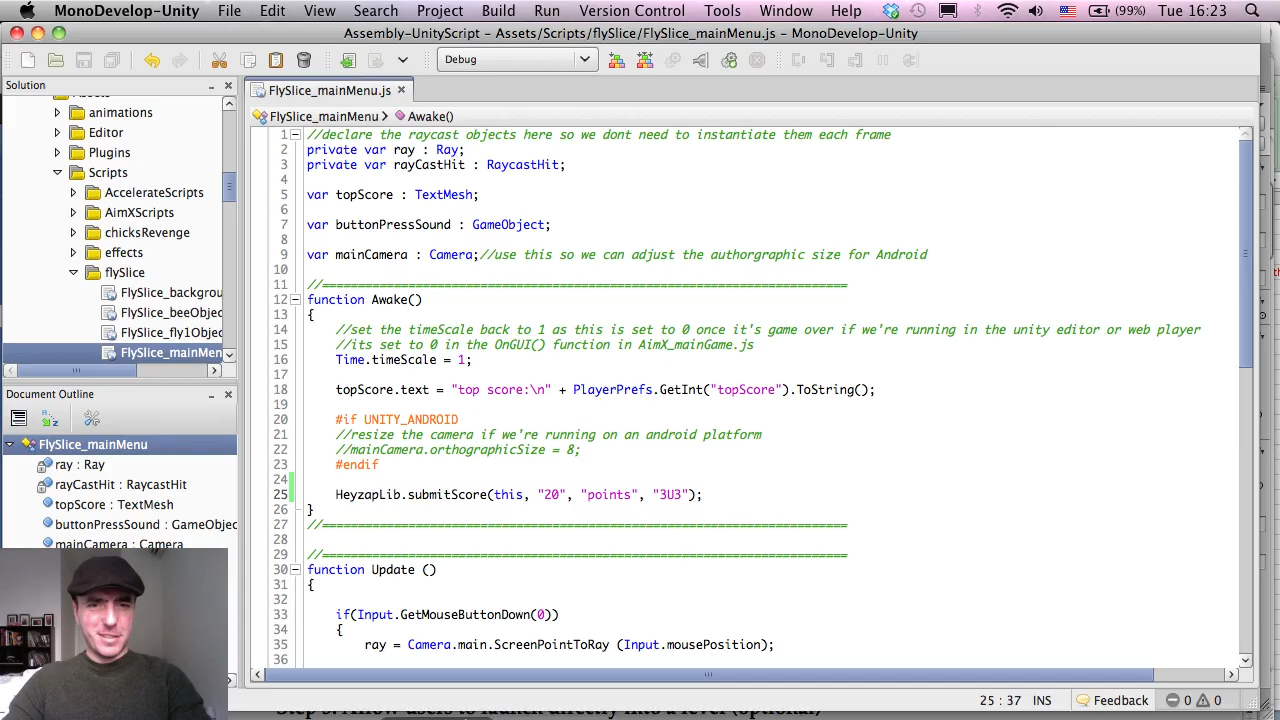 MonoDevelop-Unity File Edit View Search Project Build Run Version Control Tools Window Help (99%) Tue 16:23
Assembly-UnityScript - Assets/Scripts/flySlice/FlySlice_mainMenu.js - MonoDevelop-Unity
Debug
Solution
animations
Editor
Plugins
Scripts
AccelerateScripts
AimXScripts
chicksRevenge
effects
flySlice
FlySlice_backgrou
FlySlice_beeObjec
FlySlice_fly1Objec
FlySlice_mainMen
Document Outline
FlySlice_mainMenu
ray : Ray
rayCastHit : RaycastHit
topScore : TextMesh
buttonPressSound : GameObjec
mainCamera : Camera
FlySlice_mainMenu.js
FlySlice_mainMenu Awake()
1 //declare the raycast objects here so we dont need to instantiate them each frame
2 private var ray : Ray;
3 private var rayCastHit : RaycastHit;
4
5 var topScore : TextMesh;
6
7 var buttonPressSound : GameObject;
8
9 var mainCamera : Camera;//use this so we can adjust the authorgraphic size for Android
10
11 //=========================================================================
12 function Awake()
13 {
14 //set the timeScale back to 1 as this is set to 0 once it's game over if we're running in the unity editor or web player
15 //its set to 0 in the OnGUI() function in AimX_mainGame.js
16 Time.timeScale = 1;
17
18 topScore.text = "top score:\n" + PlayerPrefs.GetInt("topScore").ToString();
19
20 #if UNITY_ANDROID
21 //resize the camera if we're running on an android platform
22 //mainCamera.orthographicSize = 8;
23 #endif
24
25 HeyzapLib.submitScore(this, "20", "points", "3U3");
26 }
27 //=========================================================================
28
29 //=========================================================================
30 function Update ()
31 {
32
33 if(Input.GetMouseButtonDown(0))
34 {
35 ray = Camera.main.ScreenPointToRay (Input.mousePosition);
36
25 : 37 INS Feedback 0 0
Step 5: Allow users to launch directly into a level (optional)